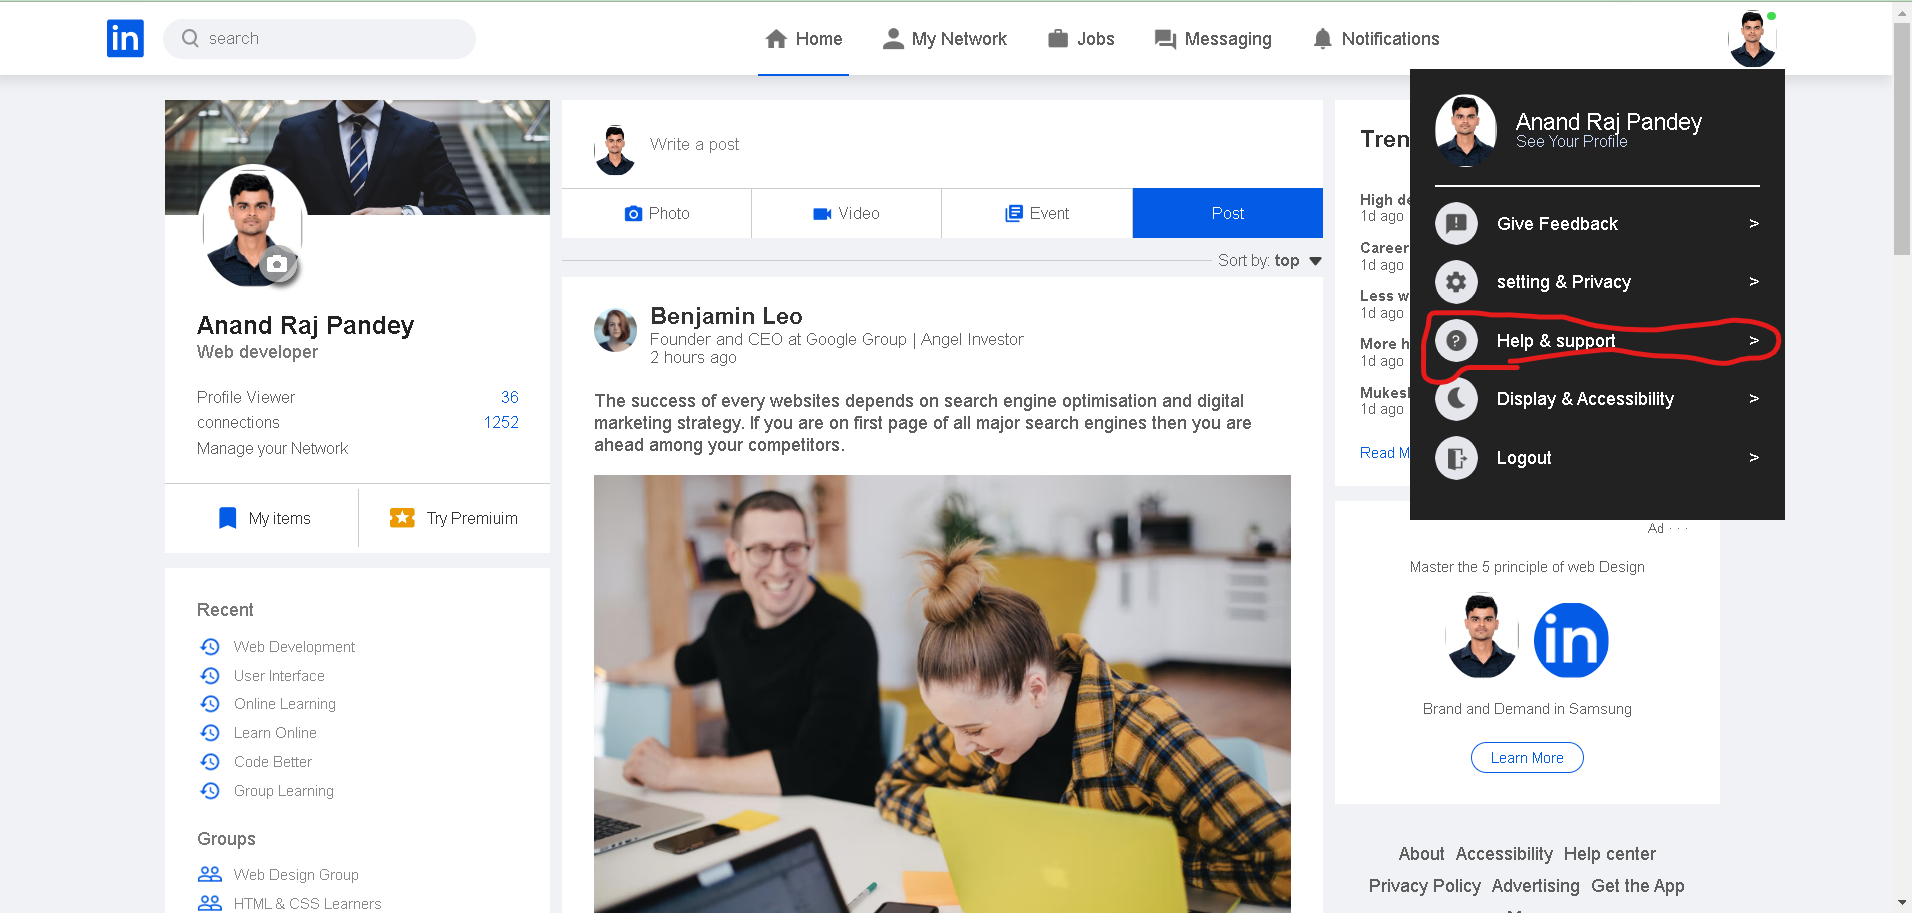 in
search
Home
My Network
Jobs
Messaging
Notifications
Anand Raj Pandey
Web developer
Profile Viewer 36
connections 1252
Manage your Network
My items
Try Premiuim
Recent
Web Development
User Interface
Online Learning
Learn Online
Code Better
Group Learning
Groups
Web Design Group
HTML & CSS Learners
Write a post
Photo
Video
Event
Post
Sort by: top
Benjamin Leo
Founder and CEO at Google Group | Angel Investor
2 hours ago
The success of every websites depends on search engine optimisation and digital
marketing strategy. If you are on first page of all major search engines then you are
ahead among your competitors.
High
1d ago
Career
1d ago
Less
1d ago
More
1d ago
1d ago
Read
Anand Raj Pandey
See Your Profile
Give Feedback >
setting & Privacy >
Help & support >
Display & Accessibility >
Logout >
Ad · · ·
Master the 5 principle of web Design
in
Brand and Demand in Samsung
Learn More
About Accessibility Help center
Privacy Policy Advertising Get the App